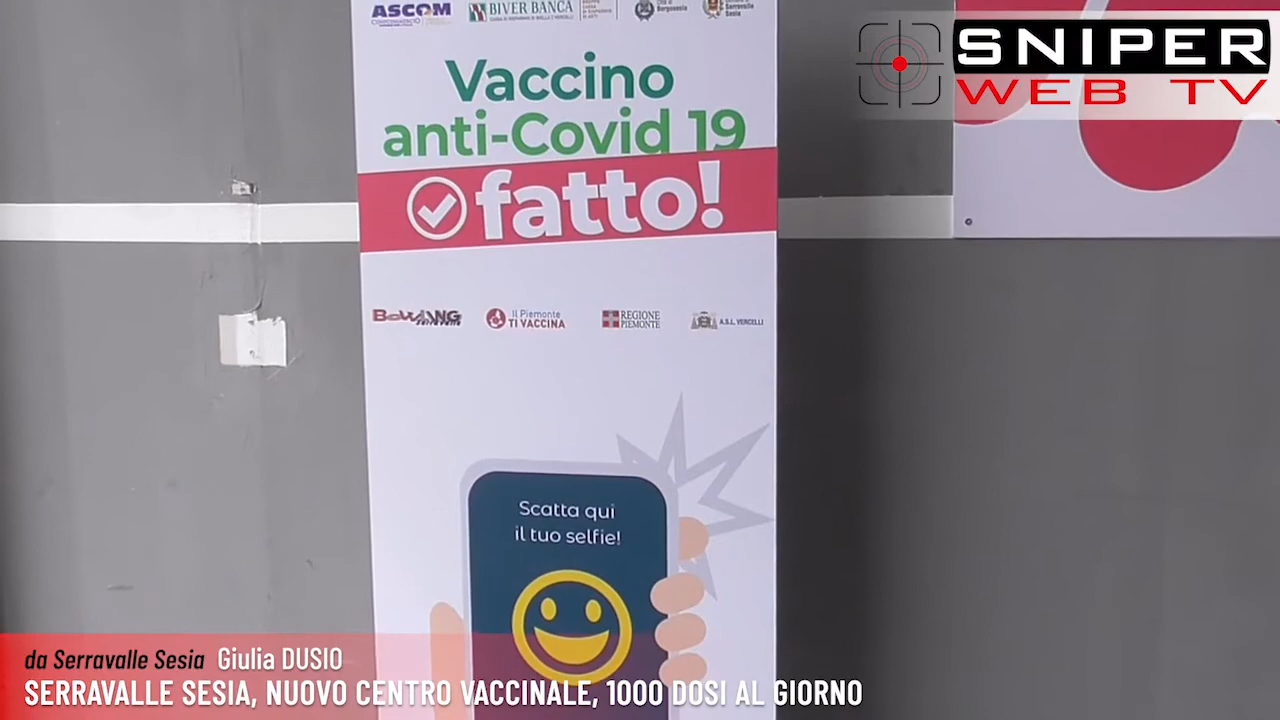 ASCOM
BIVER BANCA
SNIPER
WEB TV
Vaccino
anti-Covid 19
fatto!
Il Piemonte
TI VACCINA
REGIONE
PIEMONTE
A.S.L. VERCELLI
Scatta qui
il tuo selfie!
da Serravalle Sesia Giulia DUSIO
SERRAVALLE SESIA, NUOVO CENTRO VACCINALE, 1000 DOSI AL GIORNO